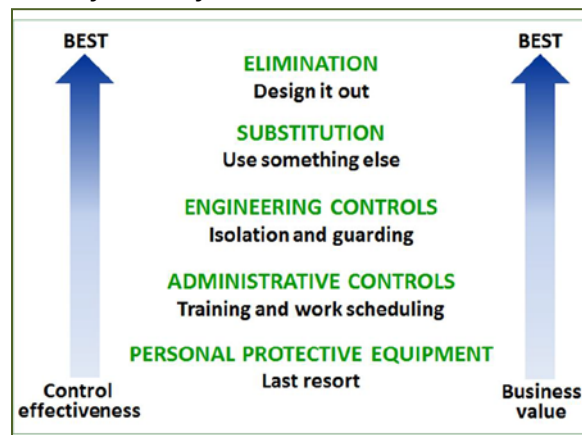 BEST
BEST
ELIMINATION
Design it out
SUBSTITUTION
Use something else
ENGINEERING CONTROLS
Isolation and guarding
ADMINISTRATIVE CONTROLS
Training and work scheduling
PERSONAL PROTECTIVE EQUIPMENT
Last resort
Control
effectiveness
Business
value